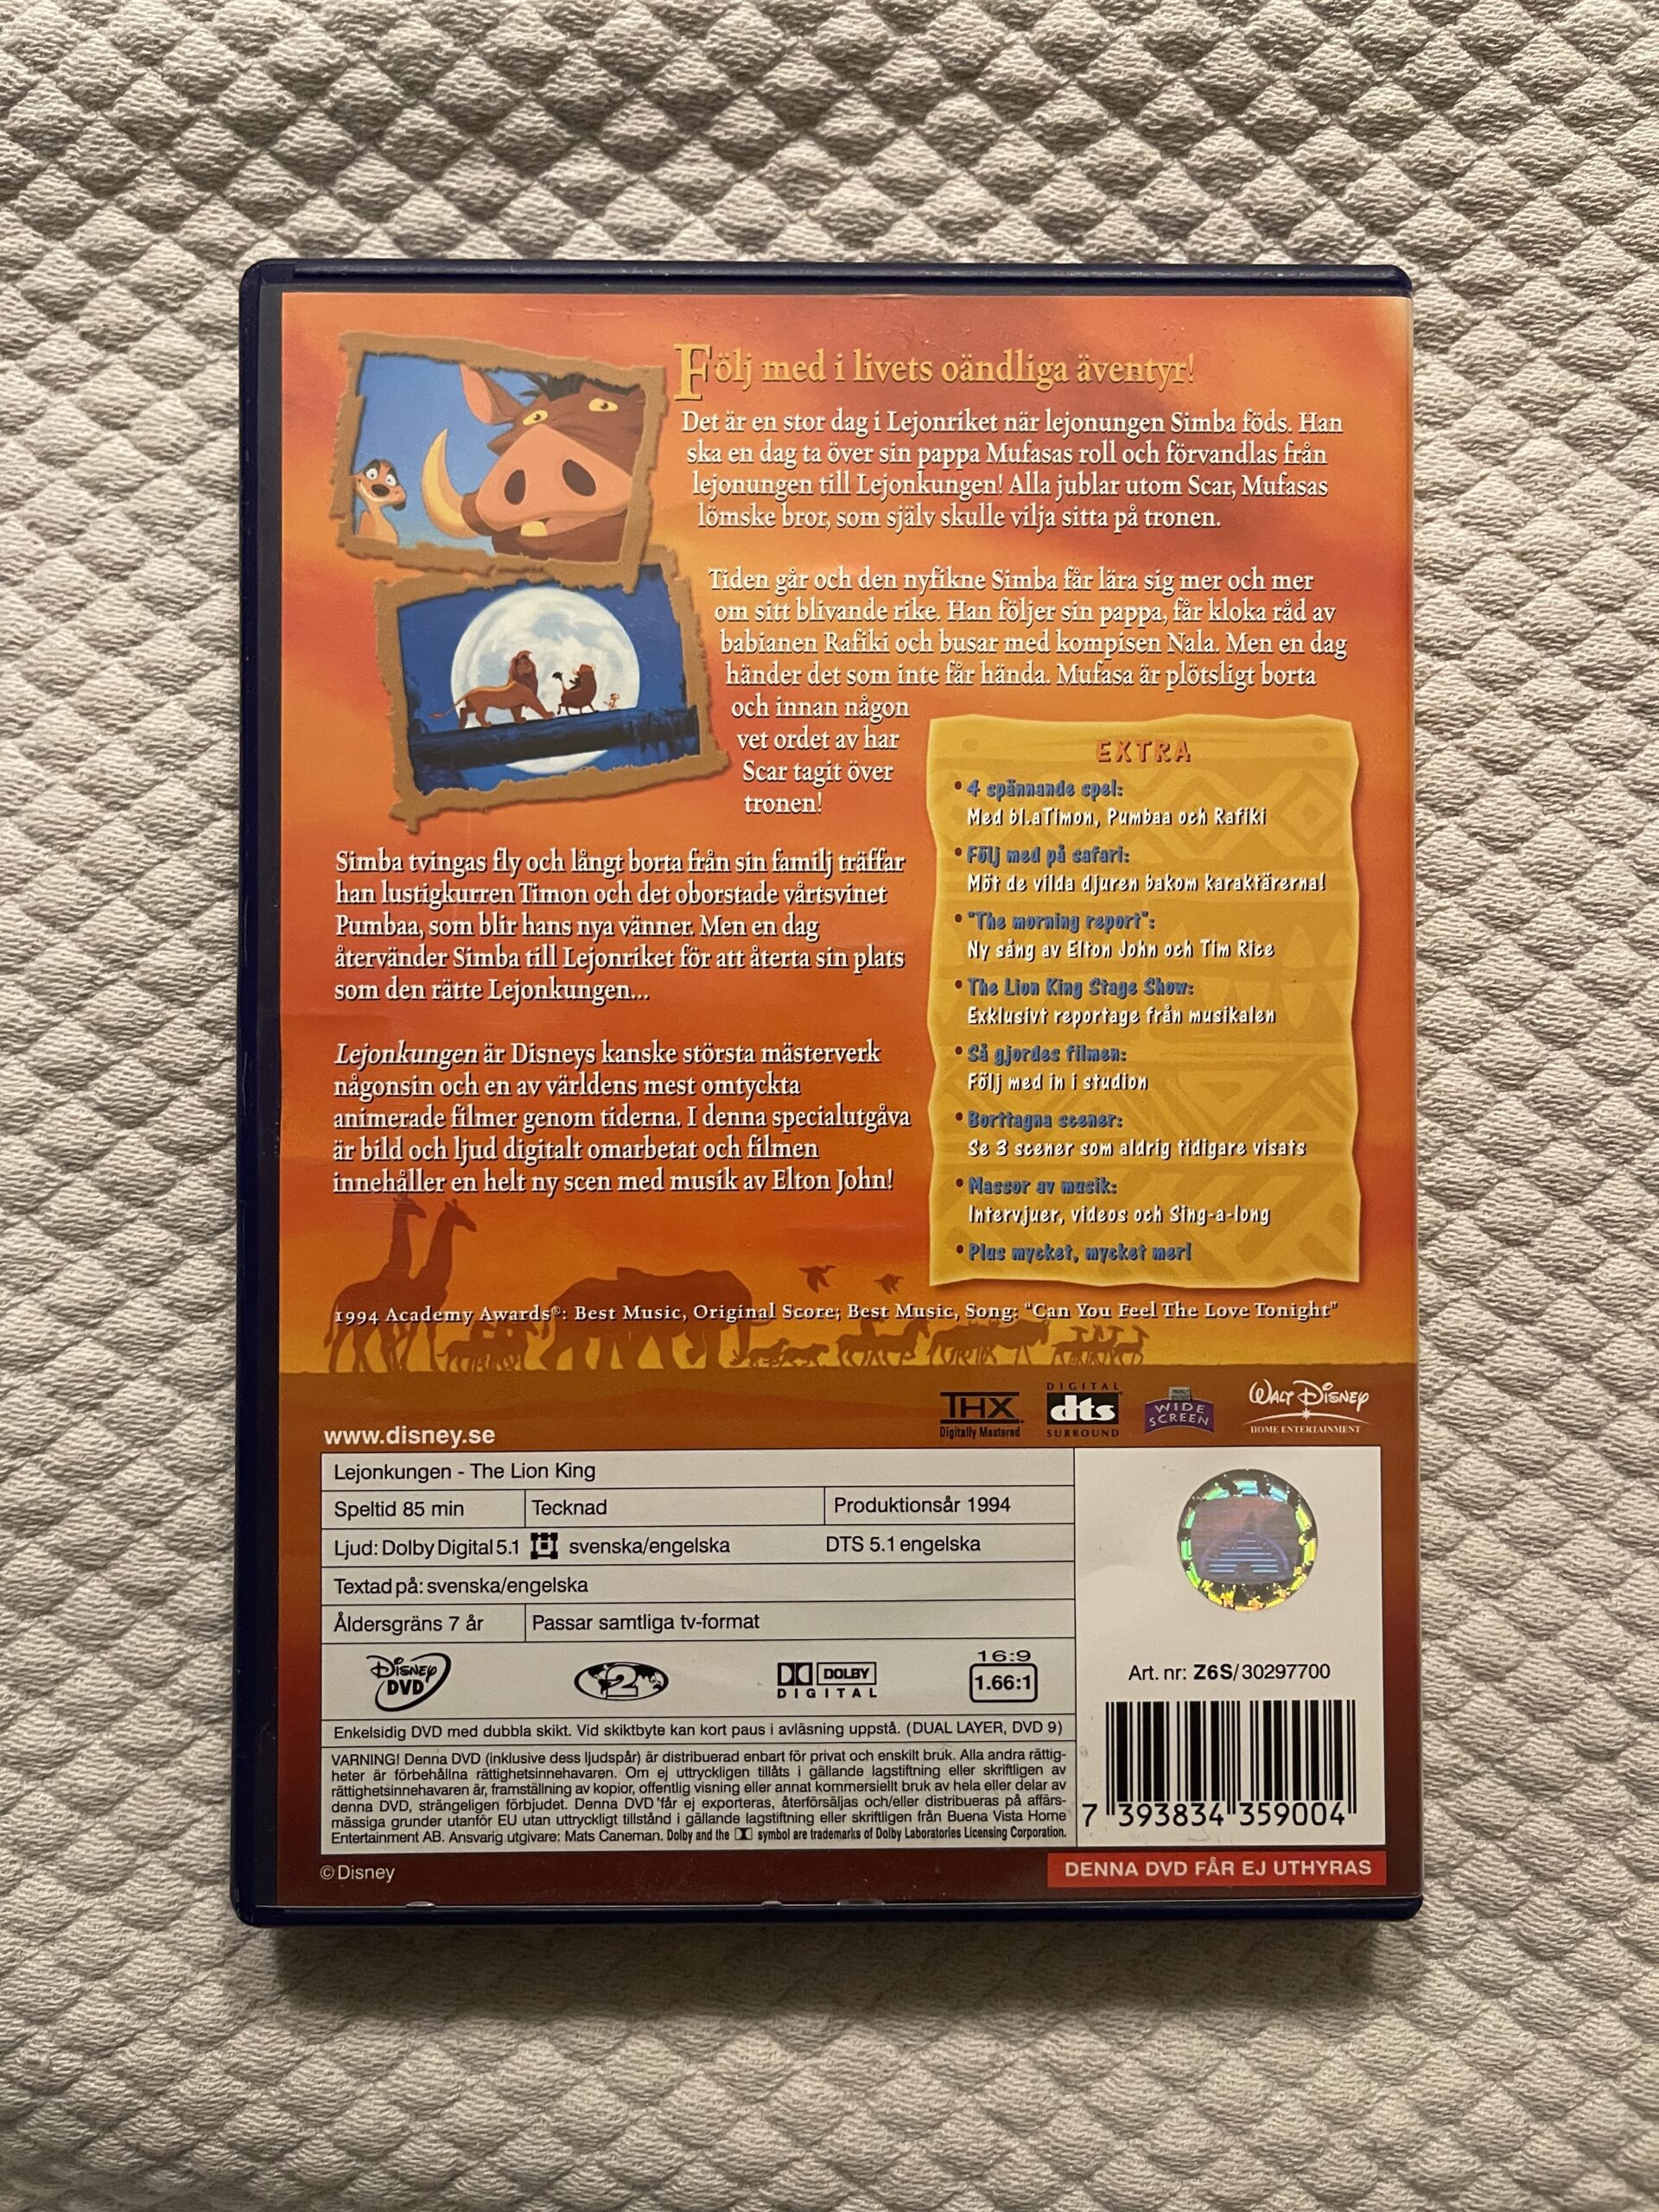 Följ med i livets oändliga äventyr!
Det är en stor dag i Lejonriket när lejonungen Simba föds. Han
ska en dag ta över sin pappa Mufasas roll och förvandlas från
lejonungen till Lejonkungen! Alla jublar utom Scar, Mufasas
lömske bror, som själv skulle vilja sitta på tronen.
Tiden går och den nyfikne Simba får lära sig mer och mer
om sitt blivande rike. Han följer sin pappa, får kloka råd av
babianen Rafiki och busar med kompisen Nala. Men en dag
händer det som inte får hända. Mufasa är plötsligt borta
och innan någon
vet ordet av har
Scar tagit över
tronen!
Simba tvingas fly och långt borta från sin familj träffar
han lustigkurren Timon och det oborstade vårtsvinet
Pumbaa, som blir hans nya vänner. Men en dag
återvänder Simba till Lejonriket för att återta sin plats
som den rätte Lejonkungen...
Lejonkungen är Disneys kanske största mästerverk
någonsin och en av världens mest omtyckta
animerade filmer genom tiderna. I denna specialutgåva
är bild och ljud digitalt omarbetat och filmen
innehåller en helt ny scen med musik av Elton John!
EXTRA
• 4 spännande spel:
Med bl.aTimon, Pumbaa och Rafiki
• Följ med på safari:
Möt de vilda djuren bakom karaktärerna!
• "The morning report":
Ny sång av Elton John och Tim Rice
• The Lion King Stage Show:
Exklusivt reportage från musikalen
• Så gjordes filmen:
Följ med in i studion
• Borttagna scener:
Se 3 scener som aldrig tidigare visats
• Massor av musik:
Intervjuer, videos och Sing-a-long
• Plus mycket, mycket mer!
1994 Academy Awards®: Best Music, Original Score; Best Music, Song: "Can You Feel The Love Tonight"
THX
Digitally Mastered
DIGITAL
dts
SURROUND
WIDE
SCREEN
WALT DISNEY
HOME ENTERTAINMENT
www.disney.se
Lejonkungen - The Lion King
Speltid 85 min
Tecknad
Produktionsår 1994
Ljud: Dolby Digital 5.1 svenska/engelska
DTS 5.1 engelska
Textad på: svenska/engelska
Åldersgräns 7 år
Passar samtliga tv-format
DISNEY
DVD
2
DOLBY
DIGITAL
16:9
1.66:1
Enkelsidig DVD med dubbla skikt. Vid skiktbyte kan kort paus i avläsning uppstå. (DUAL LAYER, DVD 9)
VARNING! Denna DVD (inklusive dess ljudspår) är distribuerad enbart för privat och enskilt bruk. Alla andra rättig-
heter är förbehållna rättighetsinnehavaren. Om ej uttryckligen tillåts i gällande lagstiftning eller skriftligen av
rättighetsinnehavaren är, framställning av kopior, offentlig visning eller annat kommersiellt bruk av hela eller delar av
denna DVD, strängeligen förbjudet. Denna DVD får ej exporteras, återförsäljas och/eller distribueras på affärs-
mässiga grunder utanför EU utan uttryckligt tillstånd i gällande lagstiftning eller skriftligen från Buena Vista Home
Entertainment AB. Ansvarig utgivare: Mats Caneman. Dolby and the symbol are trademarks of Dolby Laboratories Licensing Corporation.
Art. nr: Z6S/30297700
7 393834 359004
© Disney
DENNA DVD FÅR EJ UTHYRAS